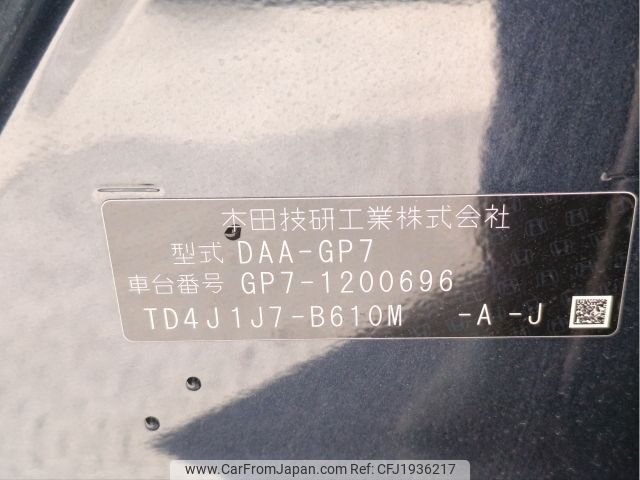 本田技研工業株式会社
型式 DAA-GP7
車台番号 GP7-1200696
TD4J1J7-B610M -A -J
www.CarFromJapan.com CFJ1936217